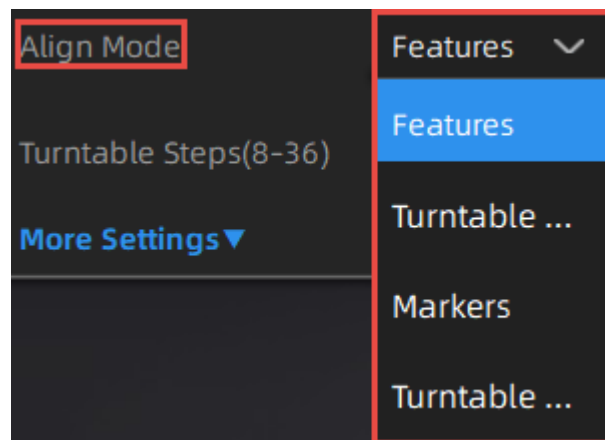 Align Mode
Features
Features
Turntable Steps(8-36)
Turntable ...
More Settings▼
Markers
Turntable ...